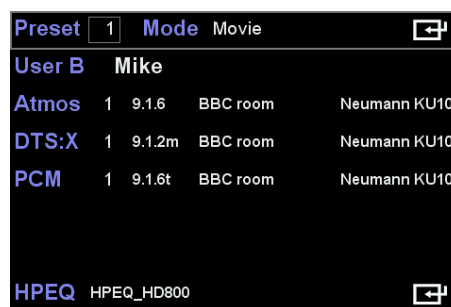 Preset 1 Mode Movie
User B Mike
Atmos 1 9.1.6 BBC room Neumann KU10
DTS:X 1 9.1.2m BBC room Neumann KU10
PCM 1 9.1.6t BBC room Neumann KU10
HPEQ HPEQ_HD800